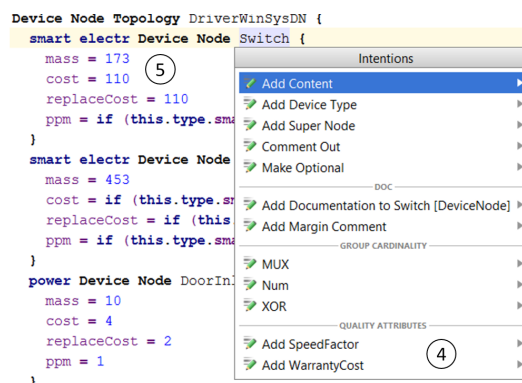 Device Node Topology DriverWinSysDN {
smart electr Device Node Switch {
mass = 173
cost = 110
replaceCost = 110
ppm = if (this.type.sma
}
smart electr Device Node
mass = 453
cost = if (this.type.sm
replaceCost = if (this
ppm = if (this.type.sma
}
power Device Node DoorInl
mass = 10
cost = 4
replaceCost = 2
ppm = 1
}
5
Intentions
Add Content
Add Device Type
Add Super Node
Comment Out
Make Optional
DOC
Add Documentation to Switch [DeviceNode]
Add Margin Comment
GROUP CARDINALITY
MUX
Num
XOR
QUALITY ATTRIBUTES
Add SpeedFactor
Add WarrantyCost
4